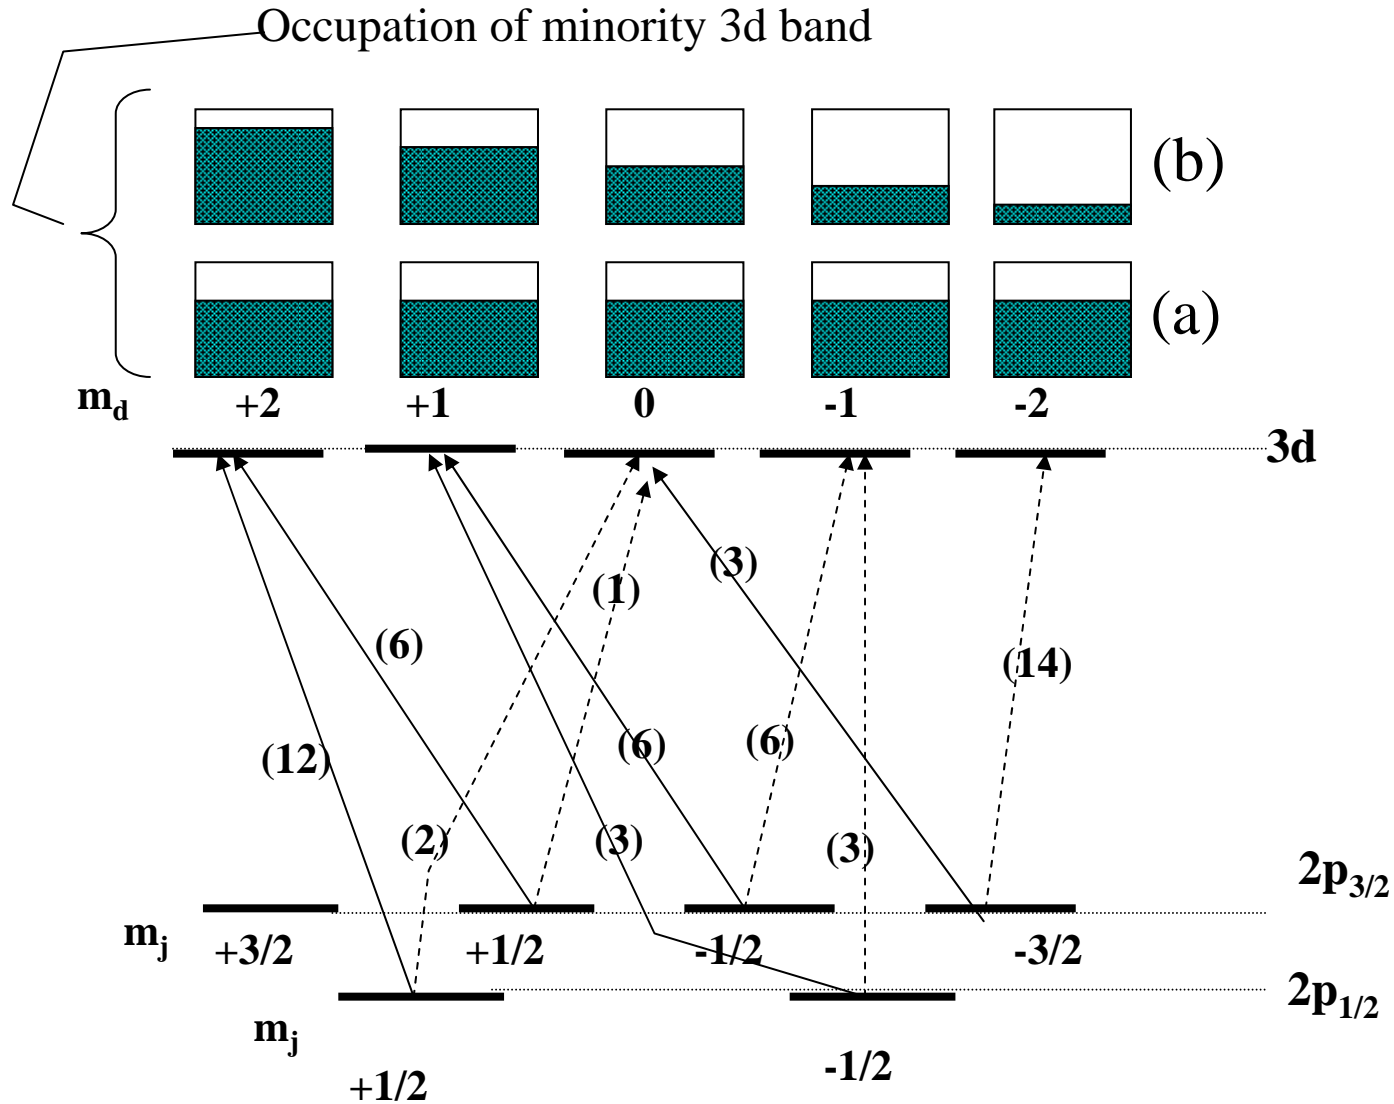 Occupation of minority 3d band
(b)
(a)
m_d +2 +1 0 -1 -2
3d
(3)
(1)
(6)
(14)
(6) (6)
(12)
(2) (3) (3)
2p_3/2
m_j +3/2 +1/2 -1/2 -3/2
2p_1/2
m_j
+1/2 -1/2